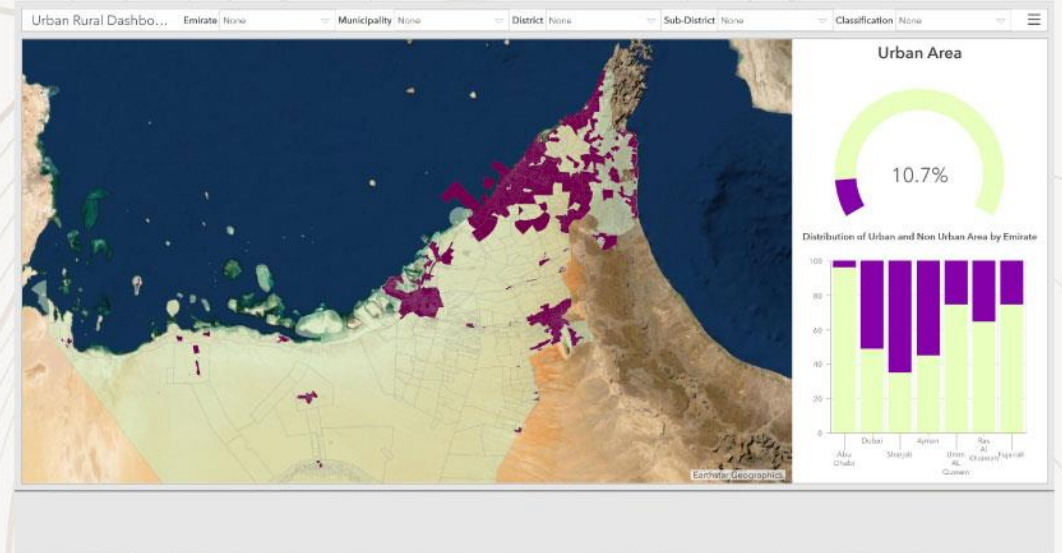 Urban Rural Dashbo... Emirate None Municipality None District None Sub-District None Classification None
Urban Area
10.7%
Distribution of Urban and Non Urban Area by Emirate
100
80
60
40
20
0
Abu Dhabi
Dubai
Sharjah
Ajman
Umm AL Quwain
Ras Al Khaimah
Fujairah
Earthstar Geographics